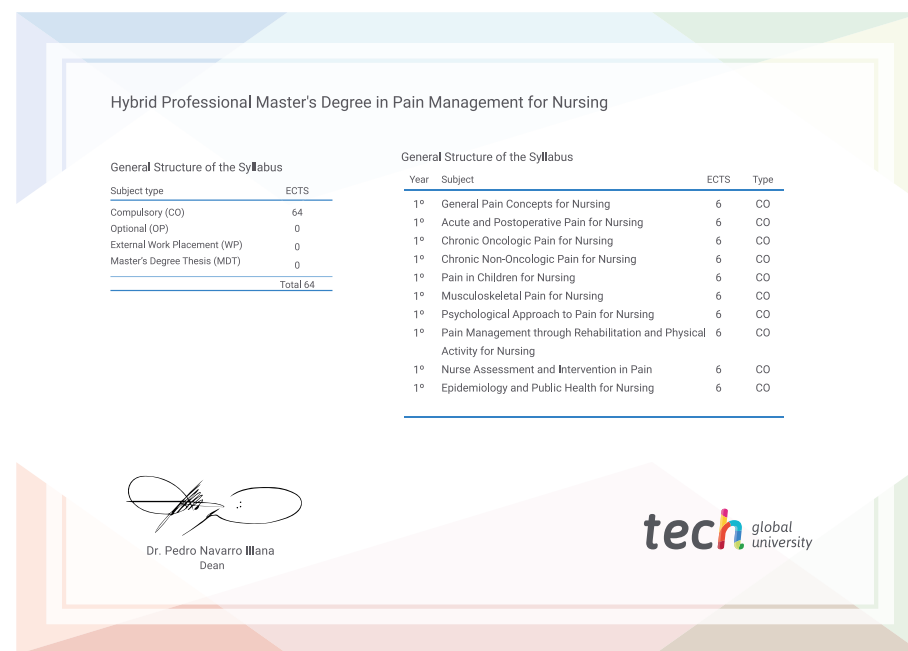 Hybrid Professional Master's Degree in Pain Management for Nursing
General Structure of the Syllabus
Subject type ECTS
Compulsory (CO) 64
Optional (OP) 0
External Work Placement (WP) 0
Master's Degree Thesis (MDT) 0
Total 64
General Structure of the Syllabus
Year Subject ECTS Type
1º General Pain Concepts for Nursing 6 CO
1º Acute and Postoperative Pain for Nursing 6 CO
1º Chronic Oncologic Pain for Nursing 6 CO
1º Chronic Non-Oncologic Pain for Nursing 6 CO
1º Pain in Children for Nursing 6 CO
1º Musculoskeletal Pain for Nursing 6 CO
1º Psychological Approach to Pain for Nursing 6 CO
1º Pain Management through Rehabilitation and Physical 6 CO
Activity for Nursing
1º Nurse Assessment and Intervention in Pain 6 CO
1º Epidemiology and Public Health for Nursing 6 CO
Dr. Pedro Navarro Illana
Dean
tech global
university